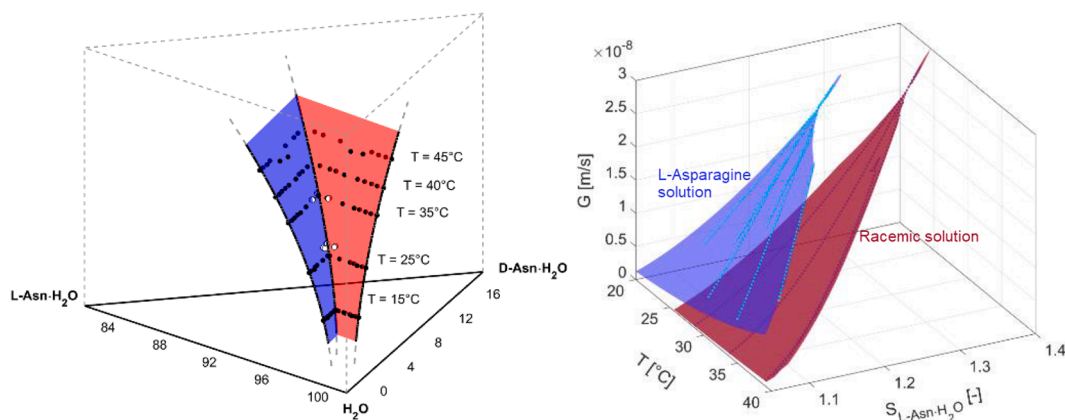 T = 45°C
T = 40°C
T = 35°C
T = 25°C
T = 15°C
L-Asn·H₂O
D-Asn·H₂O
H₂O
84
88
92
96
100
0
4
8
12
16
×10⁻⁸
3
2.5
2
1.5
1
0.5
0
G [m/s]
L-Asparagine
solution
Racemic solution
20
25
30
35
40
T [°C]
1.1
1.2
1.3
1.4
S_L-Asn·H₂O [-]